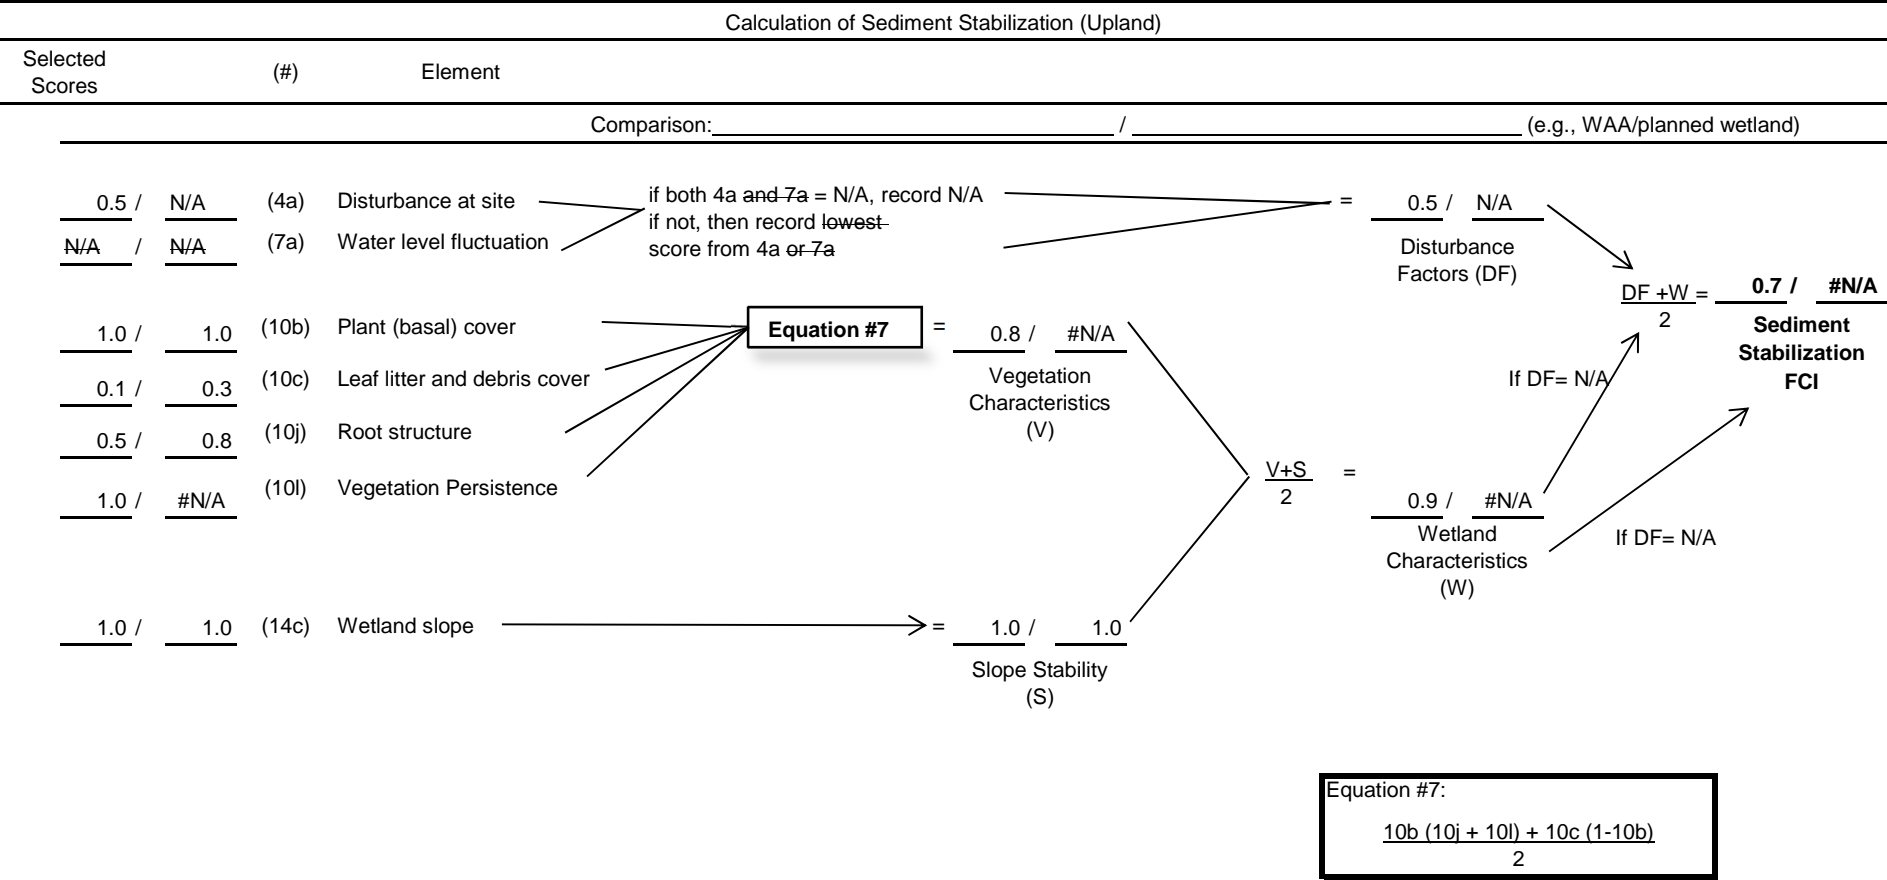 Calculation of Sediment Stabilization (Upland)
Selected
Scores
(#)
Element
Comparison: / (e.g., WAA/planned wetland)
0.5 / N/A (4a) Disturbance at site
N/A / N/A (7a) Water level fluctuation
if both 4a and 7a = N/A, record N/A
if not, then record lowest
score from 4a or 7a
= 0.5 / N/A
Disturbance
Factors (DF)
DF +W = 0.7 / #N/A
2
Sediment
Stabilization
FCI
1.0 / 1.0 (10b) Plant (basal) cover
0.1 / 0.3 (10c) Leaf litter and debris cover
0.5 / 0.8 (10j) Root structure
1.0 / #N/A (10l) Vegetation Persistence
Equation #7 = 0.8 / #N/A
Vegetation
Characteristics
(V)
If DF= N/A
V+S =
2
0.9 / #N/A
Wetland
Characteristics
(W)
If DF= N/A
1.0 / 1.0 (14c) Wetland slope = 1.0 / 1.0
Slope Stability
(S)
Equation #7:
10b (10j + 10l) + 10c (1-10b)
2